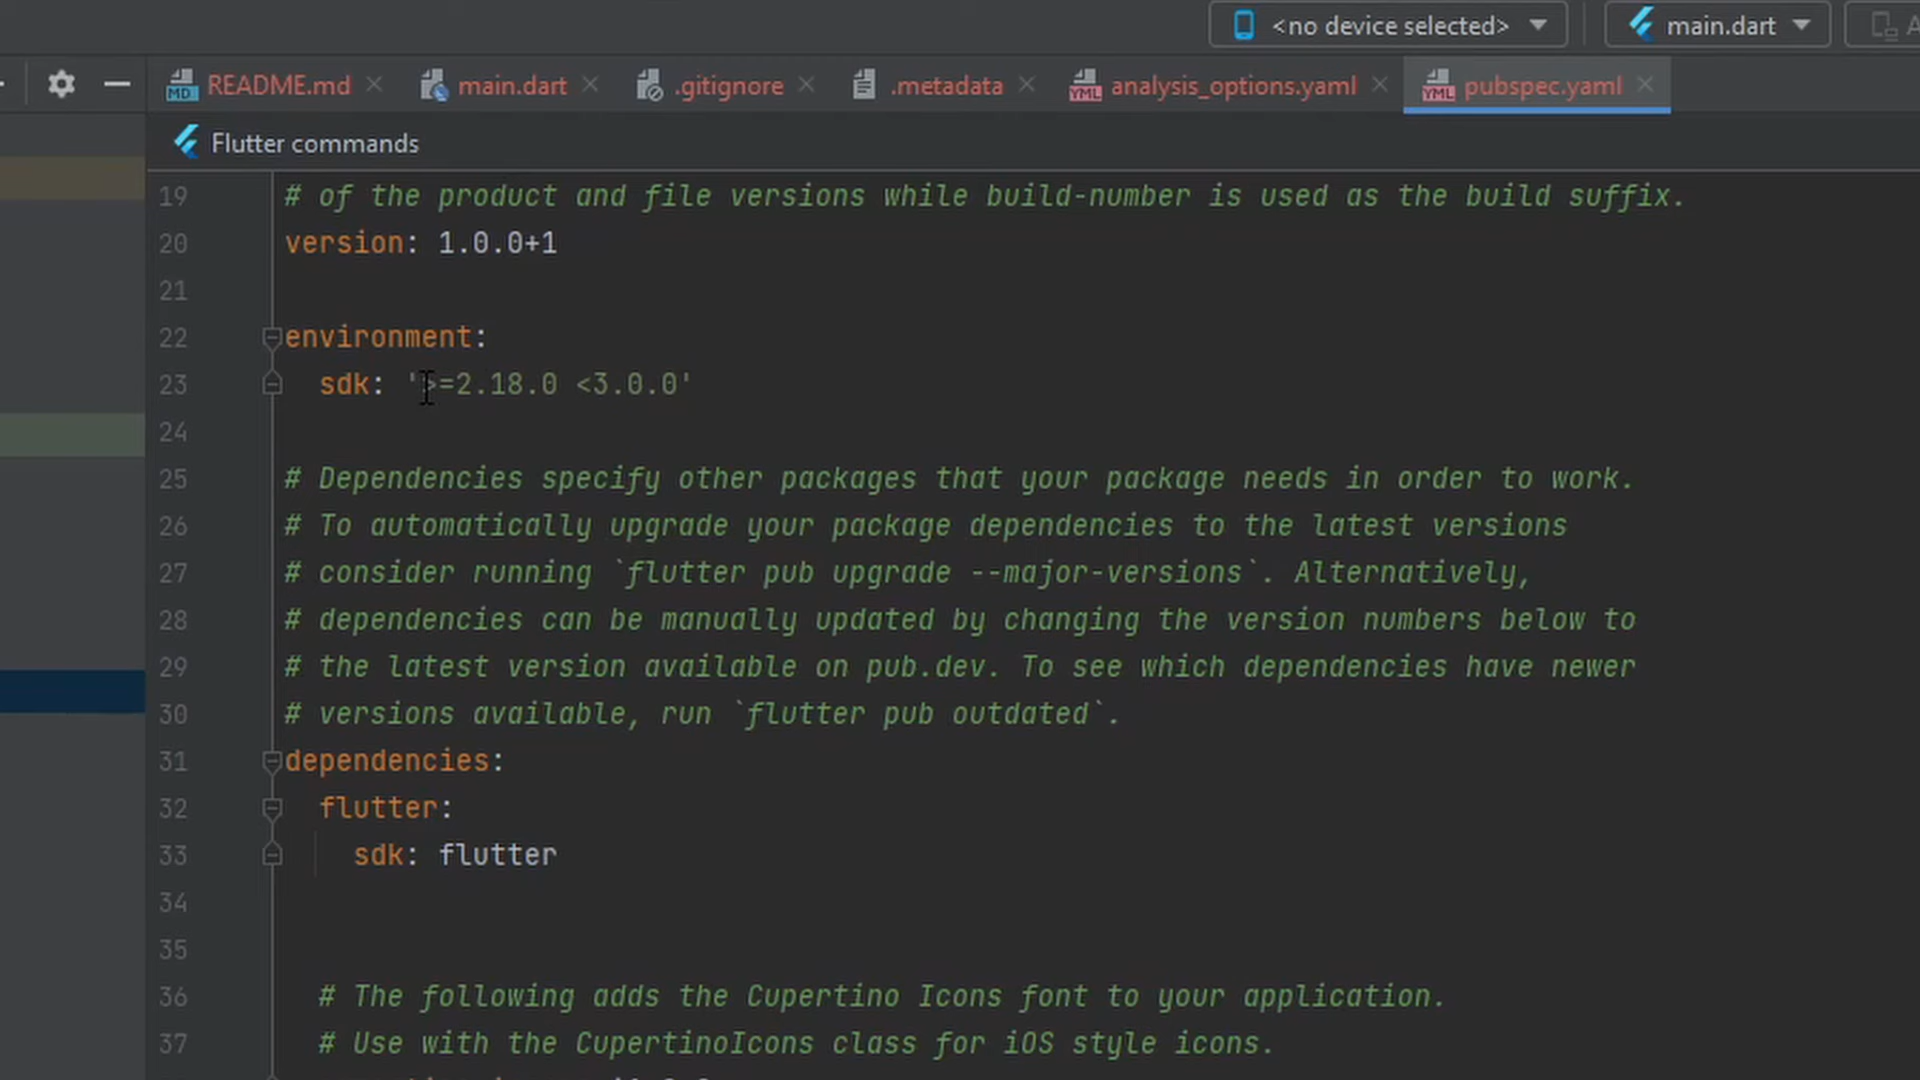 <no device selected>
main.dart
README.md
main.dart
.gitignore
.metadata
analysis_options.yaml
pubspec.yaml
Flutter commands
19 # of the product and file versions while build-number is used as the build suffix.
20 version: 1.0.0+1
21
22 environment:
23 sdk: '>=2.18.0 <3.0.0'
24
25 # Dependencies specify other packages that your package needs in order to work.
26 # To automatically upgrade your package dependencies to the latest versions
27 # consider running `flutter pub upgrade --major-versions`. Alternatively,
28 # dependencies can be manually updated by changing the version numbers below to
29 # the latest version available on pub.dev. To see which dependencies have newer
30 # versions available, run `flutter pub outdated`.
31 dependencies:
32 flutter:
33 sdk: flutter
34
35
36 # The following adds the Cupertino Icons font to your application.
37 # Use with the CupertinoIcons class for iOS style icons.